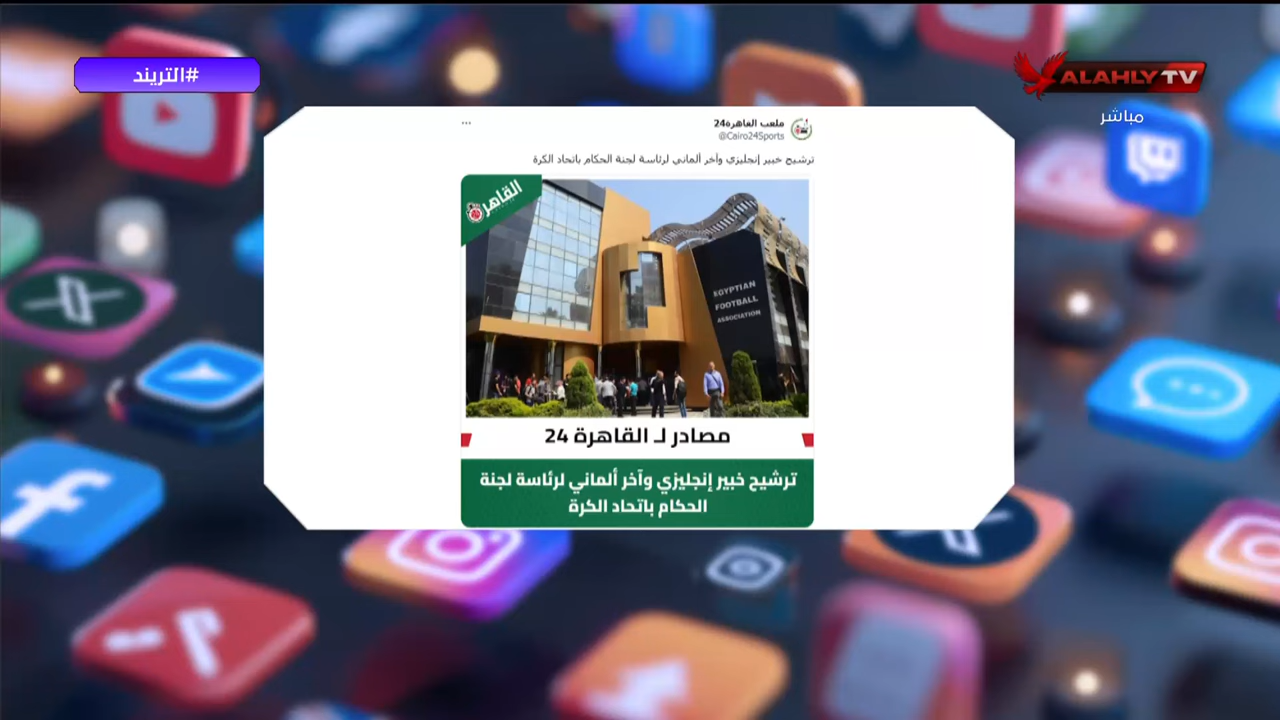 #التريند
ALAHLY TV
مباشر
ملعب القاهرة24
@Cairo24Sports
ترشيح خبير إنجليزي وآخر ألماني لرئاسة لجنة الحكام باتحاد الكرة
القاهرة
EGYPTIAN
FOOTBALL
ASSOCIATION
مصادر لـ القاهرة 24
ترشيح خبير إنجليزي وآخر ألماني لرئاسة لجنة
الحكام باتحاد الكرة